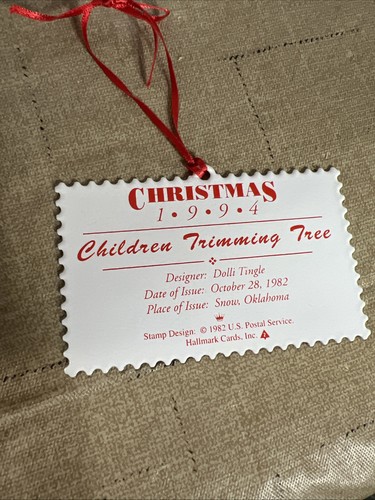 CHRISTMAS
1•9•9•4
Children Trimming Tree
Designer: Dolli Tingle
Date of Issue: October 28, 1982
Place of Issue: Snow, Oklahoma
Stamp Design: © 1982 U.S. Postal Service.
Hallmark Cards, Inc.